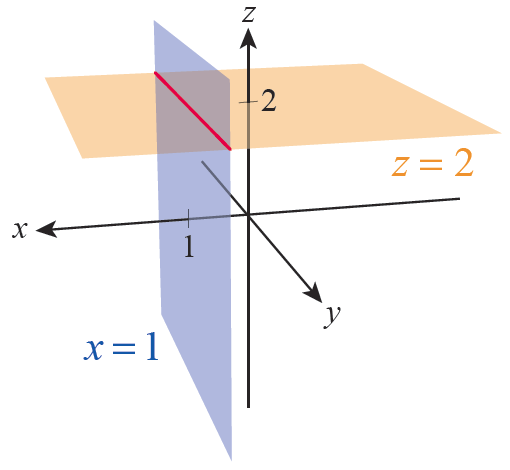 z
2
z = 2
x
1
y
x = 1